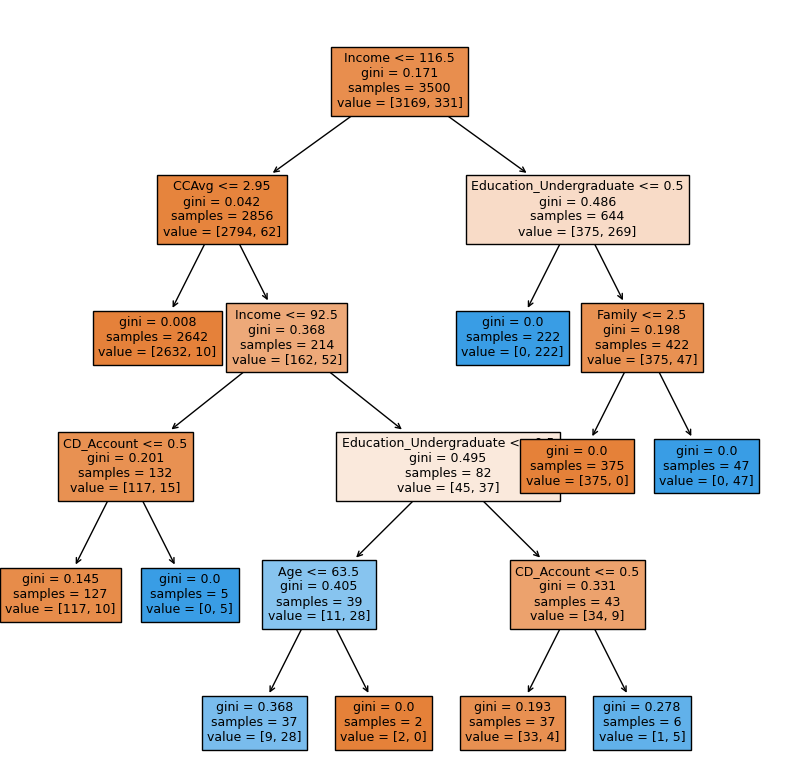 Income <= 116.5
gini = 0.171
samples = 3500
value = [3169, 331]
CCAvg <= 2.95
gini = 0.042
samples = 2856
value = [2794, 62]
Education_Undergraduate <= 0.5
gini = 0.486
samples = 644
value = [375, 269]
gini = 0.008
samples = 2642
value = [2632, 10]
Income <= 92.5
gini = 0.368
samples = 214
value = [162, 52]
gini = 0.0
samples = 222
value = [0, 222]
Family <= 2.5
gini = 0.198
samples = 422
value = [375, 47]
CD_Account <= 0.5
gini = 0.201
samples = 132
value = [117, 15]
Education_Undergraduate
gini = 0.495
samples = 82
value = [45, 37]
gini = 0.0
samples = 375
value = [375, 0]
gini = 0.0
samples = 47
value = [0, 47]
gini = 0.145
samples = 127
value = [117, 10]
gini = 0.0
samples = 5
value = [0, 5]
Age <= 63.5
gini = 0.405
samples = 39
value = [11, 28]
CD_Account <= 0.5
gini = 0.331
samples = 43
value = [34, 9]
gini = 0.368
samples = 37
value = [9, 28]
gini = 0.0
samples = 2
value = [2, 0]
gini = 0.193
samples = 37
value = [33, 4]
gini = 0.278
samples = 6
value = [1, 5]